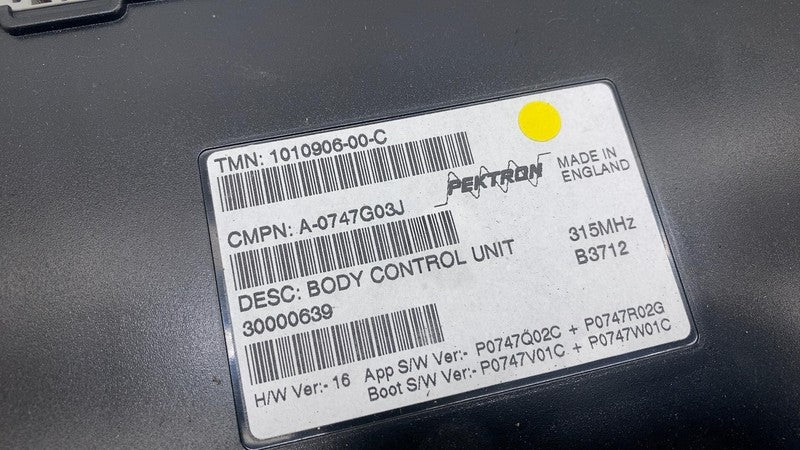 TMN: 1010906-00-C
PEKTRON
MADE IN
ENGLAND
CMPN: A-0747G03J
315MHz
B3712
DESC: BODY CONTROL UNIT
30000639
H/W Ver:- 16 App S/W Ver:- P0747Q02C + P0747R02G
Boot S/W Ver:- P0747V01C + P0747W01C